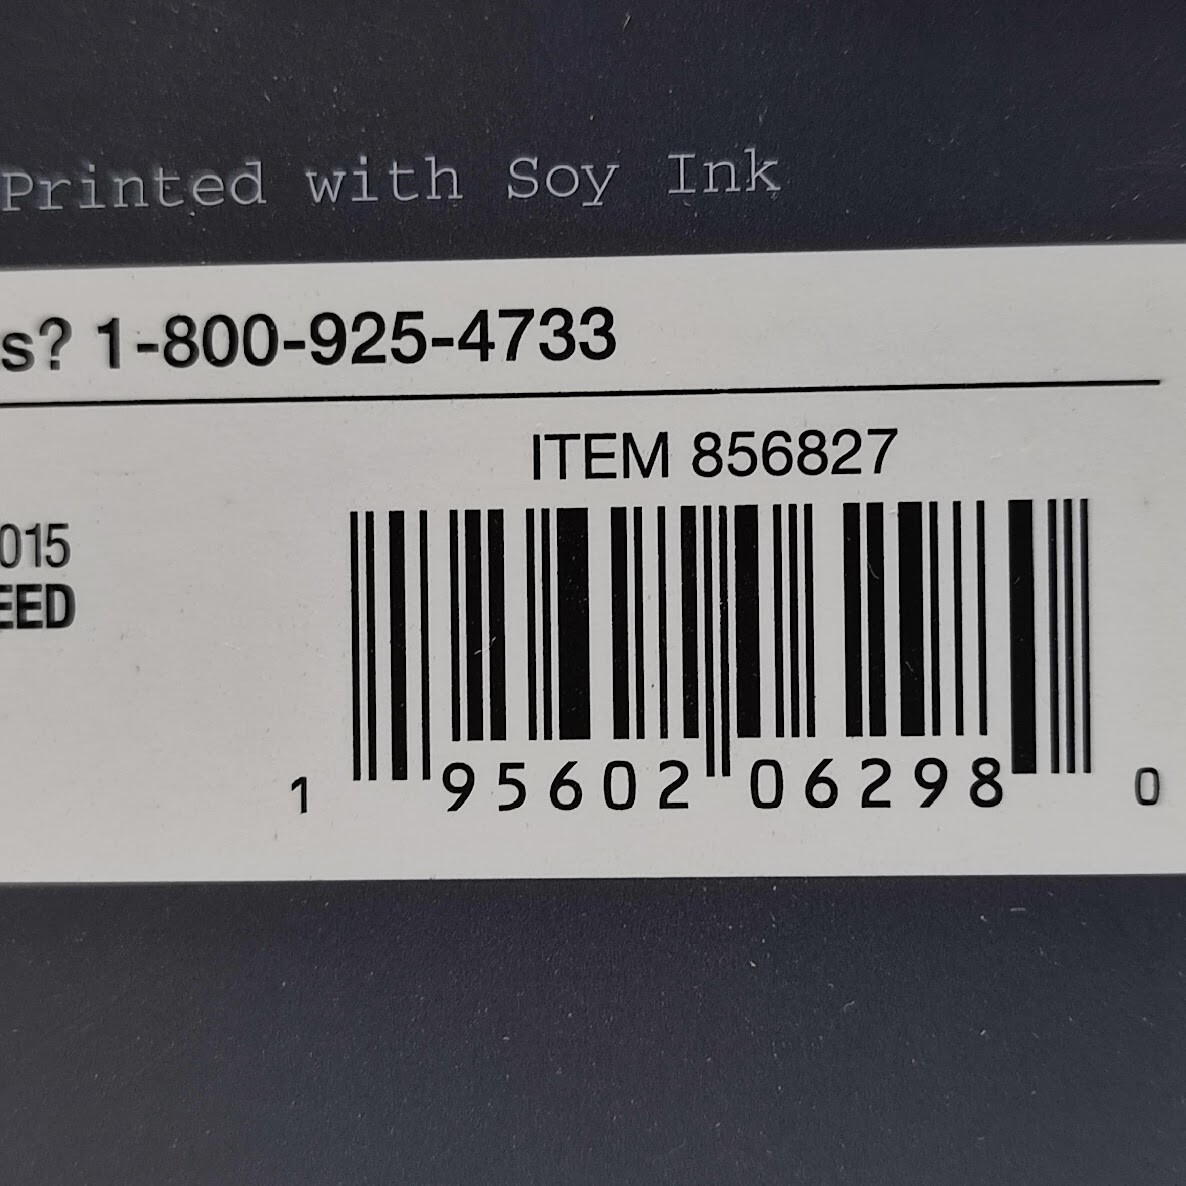 Printed with Soy Ink
s? 1-800-925-4733
ITEM 856827
015
EED
1 95602 06298 0